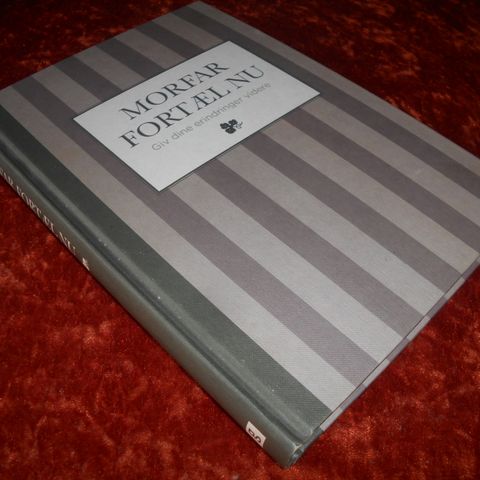 MORFAR
FORTÆL NU
Giv dine erindringer videre
FORTÆL NU